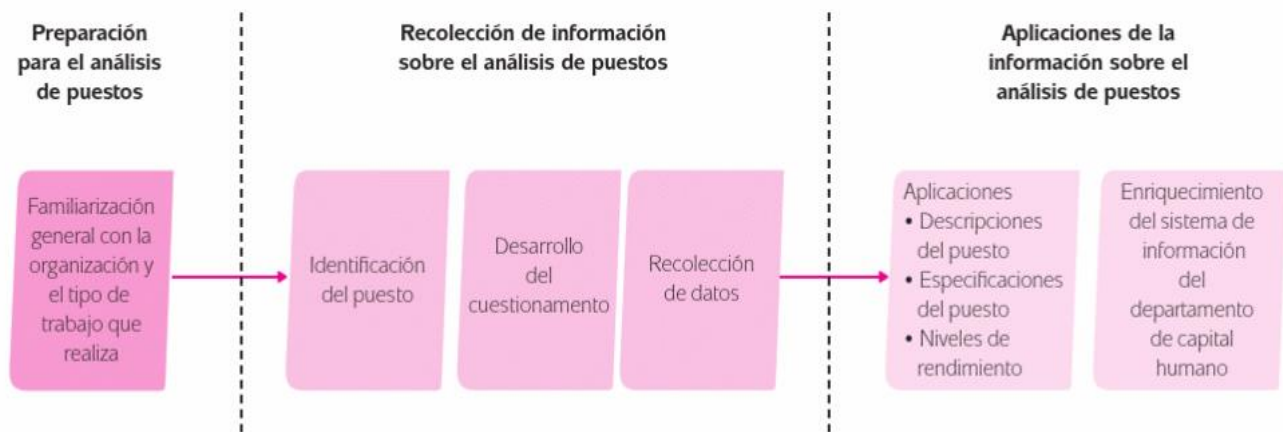 Preparación
para el análisis
de puestos
Recolección de información
sobre el análisis de puestos
Aplicaciones de la
información sobre el
análisis de puestos
Familiarización
general con la
organización y
el tipo de
trabajo que
realiza
Identificación
del puesto
Desarrollo
del
cuestionamento
Recolección
de datos
Aplicaciones
• Descripciones
del puesto
• Especificaciones
del puesto
• Niveles de
rendimiento
Enriquecimiento
del sistema de
información
del
departamento
de capital
humano